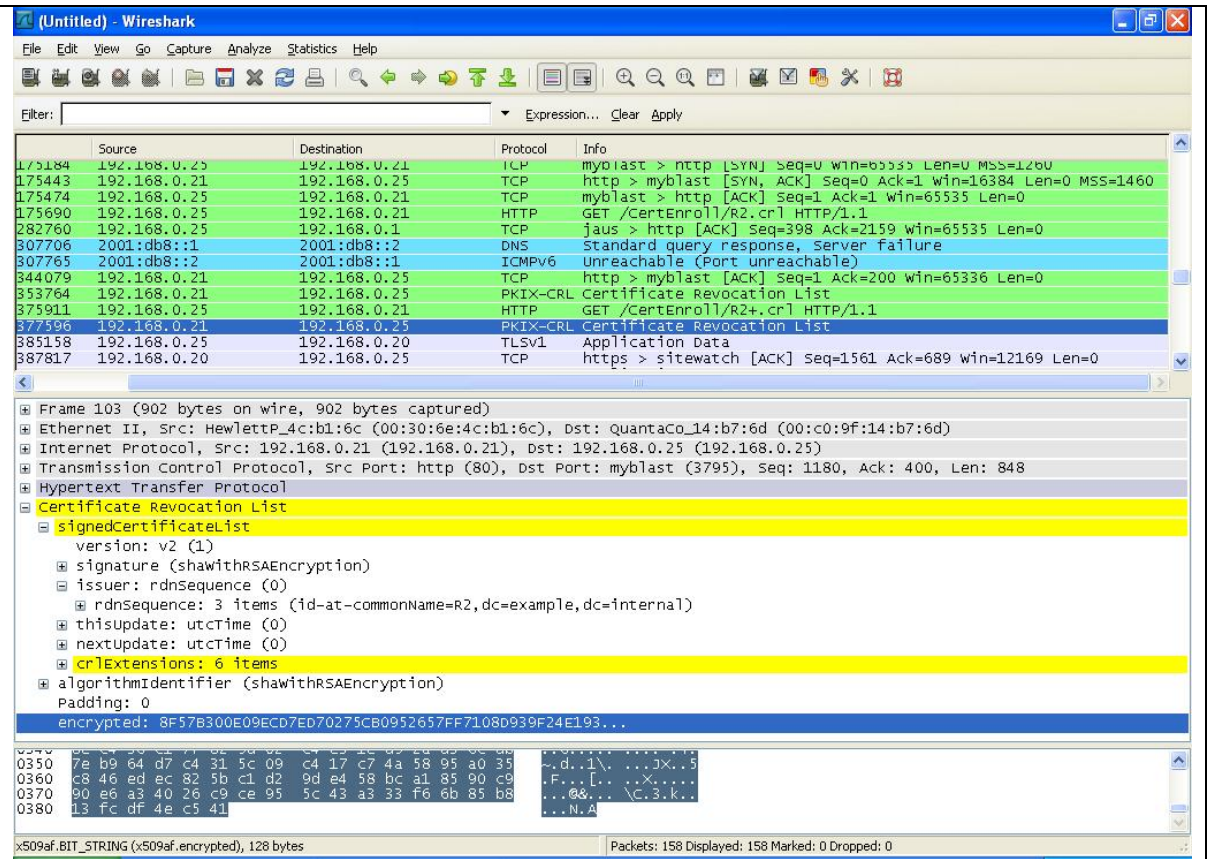 (Untitled) - Wireshark
File Edit View Go Capture Analyze Statistics Help
Filter: Expression... Clear Apply
Source Destination Protocol Info
175184 192.168.0.25 192.168.0.21 TCP myblast > http [SYN] Seq=0 Win=65535 Len=0 MSS=1260
175443 192.168.0.21 192.168.0.25 TCP http > myblast [SYN, ACK] Seq=0 Ack=1 Win=16384 Len=0 MSS=1460
175474 192.168.0.25 192.168.0.21 TCP myblast > http [ACK] Seq=1 Ack=1 Win=65535 Len=0
175690 192.168.0.25 192.168.0.21 HTTP GET /CertEnroll/R2.crl HTTP/1.1
282760 192.168.0.25 192.168.0.1 TCP jaus > http [ACK] Seq=398 Ack=2159 Win=65535 Len=0
307706 2001:db8::1 2001:db8::2 DNS Standard query response, Server failure
307765 2001:db8::2 2001:db8::1 ICMPv6 Unreachable (Port unreachable)
344079 192.168.0.21 192.168.0.25 TCP http > myblast [ACK] Seq=1 Ack=200 Win=65336 Len=0
353764 192.168.0.21 192.168.0.25 PKIX-CRL Certificate Revocation List
375911 192.168.0.25 192.168.0.21 HTTP GET /CertEnroll/R2+.crl HTTP/1.1
377596 192.168.0.21 192.168.0.25 PKIX-CRL Certificate Revocation List
385158 192.168.0.25 192.168.0.20 TLSv1 Application Data
387817 192.168.0.20 192.168.0.25 TCP https > sitewatch [ACK] Seq=1561 Ack=689 Win=12169 Len=0
Frame 103 (902 bytes on wire, 902 bytes captured)
Ethernet II, Src: HewlettP_4c:b1:6c (00:30:6e:4c:b1:6c), Dst: QuantaCo_14:b7:6d (00:c0:9f:14:b7:6d)
Internet Protocol, Src: 192.168.0.21 (192.168.0.21), Dst: 192.168.0.25 (192.168.0.25)
Transmission Control Protocol, Src Port: http (80), Dst Port: myblast (3795), Seq: 1180, Ack: 400, Len: 848
Hypertext Transfer Protocol
Certificate Revocation List
signedCertificateList
version: v2 (1)
signature (shaWithRSAEncryption)
issuer: rdnSequence (0)
rdnSequence: 3 items (id-at-commonName=R2,dc=example,dc=internal)
thisUpdate: utcTime (0)
nextUpdate: utcTime (0)
crlExtensions: 6 items
algorithmIdentifier (shaWithRSAEncryption)
Padding: 0
encrypted: 8F57B300E09ECD7ED70275CB0952657FF7108D939F24E193...
0350 7e b9 64 d7 c4 31 5c 09 c4 17 c7 4a 58 95 a0 35 ~.d..1\. ...JX..5
0360 c8 46 ed ec 82 5b c1 d2 9d e4 58 bc a1 85 90 c9 .F...[.. ..X.....
0370 90 e6 a3 40 26 c9 ce 95 5c 43 a3 33 f6 6b 85 b8 ...@&... \C.3.k..
0380 13 fc df 4e c5 41 ...N.A
x509af.BIT_STRING (x509af.encrypted), 128 bytes Packets: 158 Displayed: 158 Marked: 0 Dropped: 0